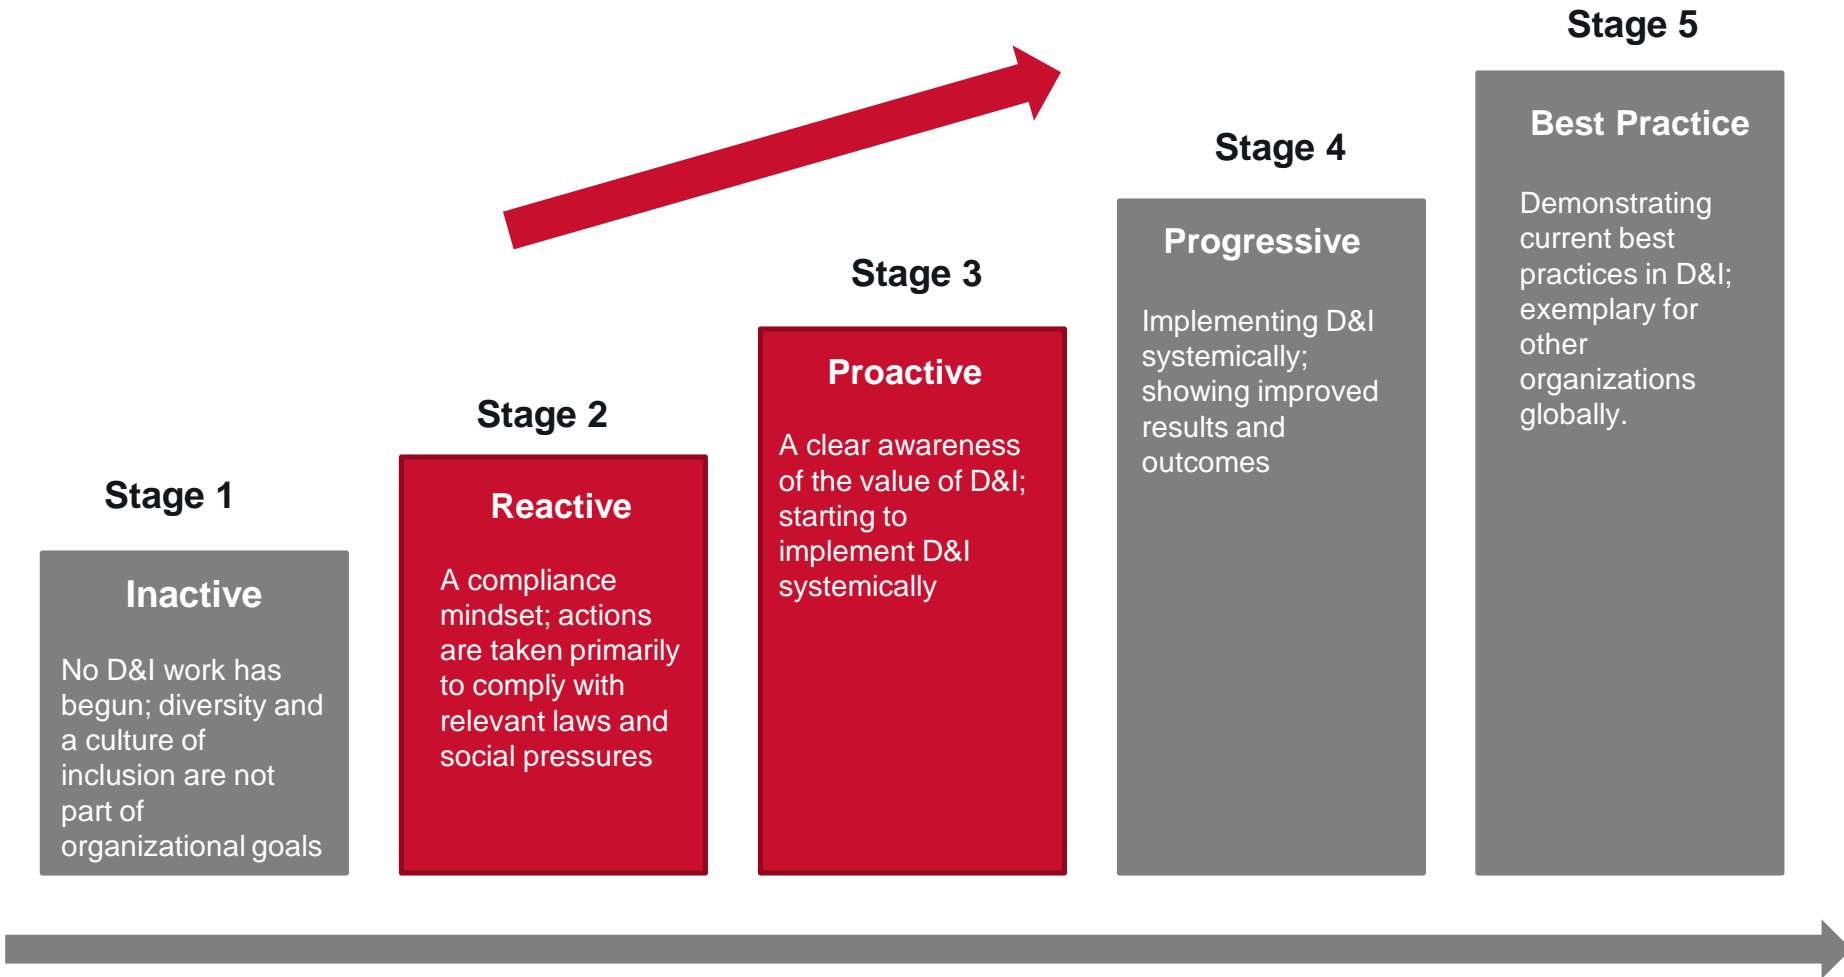 Stage 1
Inactive
No D&I work has
begun; diversity and
a culture of
inclusion are not
part of
organizational goals
Stage 2
Reactive
A compliance
mindset; actions
are taken primarily
to comply with
relevant laws and
social pressures
Stage 3
Proactive
A clear awareness
of the value of D&I;
starting to
implement D&I
systemically
Stage 4
Progressive
Implementing D&I
systemically;
showing improved
results and
outcomes
Stage 5
Best Practice
Demonstrating
current best
practices in D&I;
exemplary for
other
organizations
globally.